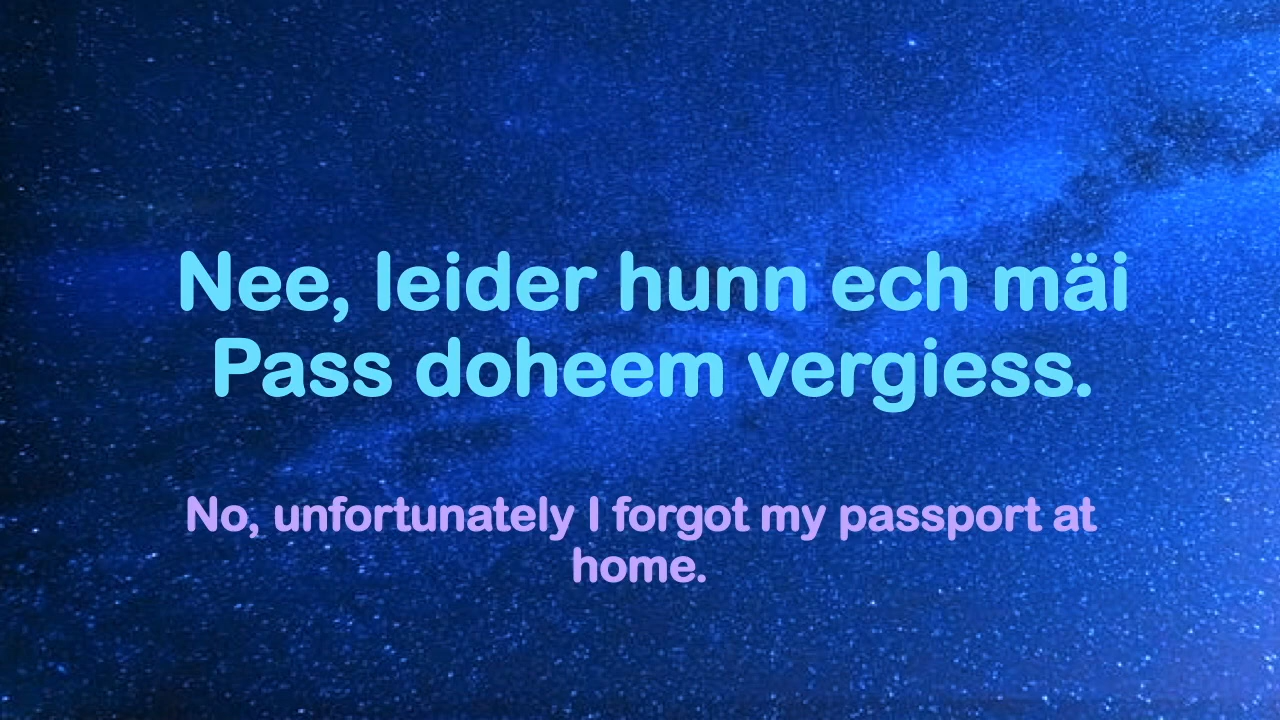 Nee, leider hunn ech mäi
Pass doheem vergiess.
No, unfortunately I forgot my passport at
home.